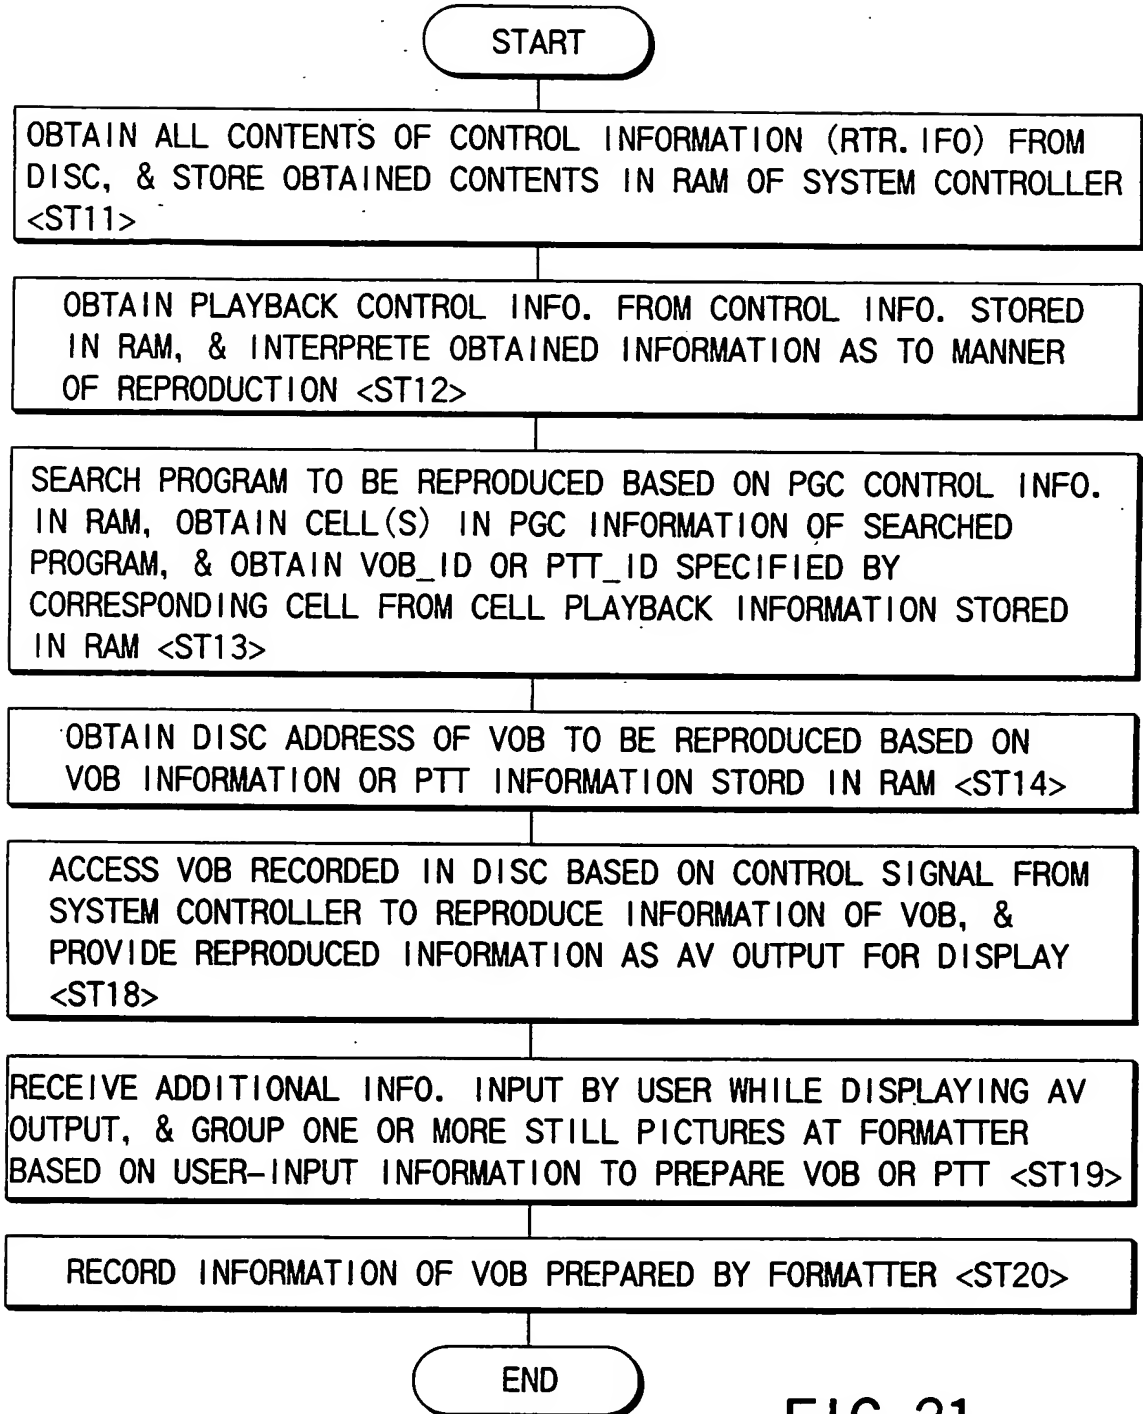 START
OBTAIN ALL CONTENTS OF CONTROL INFORMATION (RTR.IFO) FROM
DISC, & STORE OBTAINED CONTENTS IN RAM OF SYSTEM CONTROLLER
<ST11>
OBTAIN PLAYBACK CONTROL INFO. FROM CONTROL INFO. STORED
IN RAM, & INTERPRETE OBTAINED INFORMATION AS TO MANNER
OF REPRODUCTION <ST12>
SEARCH PROGRAM TO BE REPRODUCED BASED ON PGC CONTROL INFO.
IN RAM, OBTAIN CELL(S) IN PGC INFORMATION OF SEARCHED
PROGRAM, & OBTAIN VOB_ID OR PTT_ID SPECIFIED BY
CORRESPONDING CELL FROM CELL PLAYBACK INFORMATION STORED
IN RAM <ST13>
OBTAIN DISC ADDRESS OF VOB TO BE REPRODUCED BASED ON
VOB INFORMATION OR PTT INFORMATION STORD IN RAM <ST14>
ACCESS VOB RECORDED IN DISC BASED ON CONTROL SIGNAL FROM
SYSTEM CONTROLLER TO REPRODUCE INFORMATION OF VOB, &
PROVIDE REPRODUCED INFORMATION AS AV OUTPUT FOR DISPLAY
<ST18>
RECEIVE ADDITIONAL INFO. INPUT BY USER WHILE DISPLAYING AV
OUTPUT, & GROUP ONE OR MORE STILL PICTURES AT FORMATTER
BASED ON USER-INPUT INFORMATION TO PREPARE VOB OR PTT <ST19>
RECORD INFORMATION OF VOB PREPARED BY FORMATTER <ST20>
END
FIG. 21